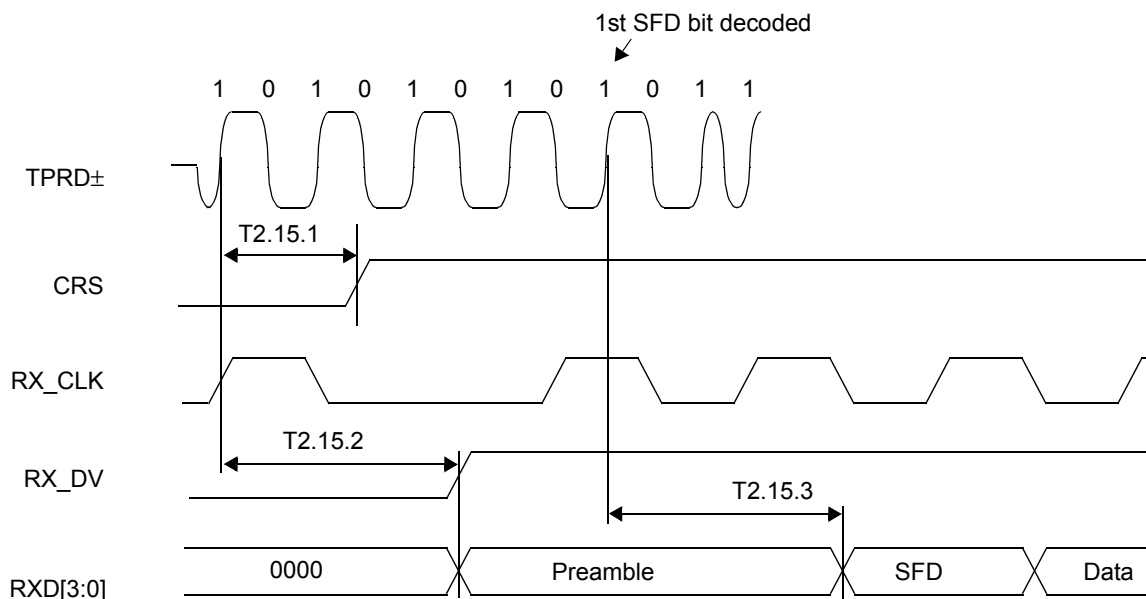 1st SFD bit decoded
1 0 1 0 1 0 1 0 1 0 1 1
TPRD±
T2.15.1
CRS
RX_CLK
T2.15.2
RX_DV
T2.15.3
RXD[3:0]
0000 Preamble SFD Data